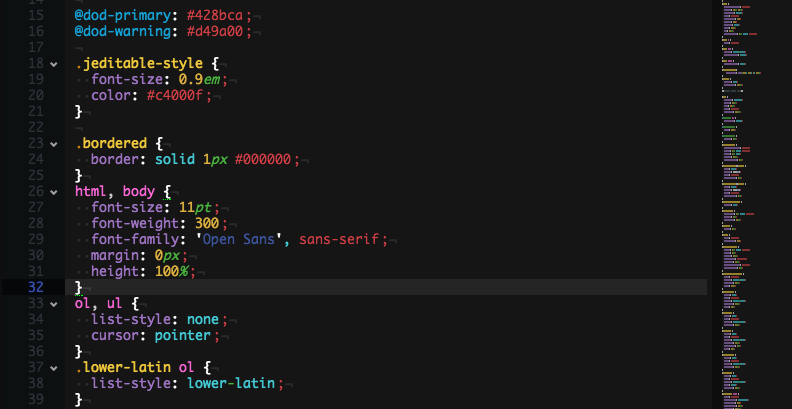 15 @dod-primary: #428bca;
16 @dod-warning: #d49a00;
17
18 .jeditable-style {
19 font-size: 0.9em;
20 color: #c4000f;
21 }
22
23 .bordered {
24 border: solid 1px #000000;
25 }
26 html, body {
27 font-size: 11pt;
28 font-weight: 300;
29 font-family: 'Open Sans', sans-serif;
30 margin: 0px;
31 height: 100%;
32 }
33 ol, ul {
34 list-style: none;
35 cursor: pointer;
36 }
37 .lower-latin ol {
38 list-style: lower-latin;
39 }